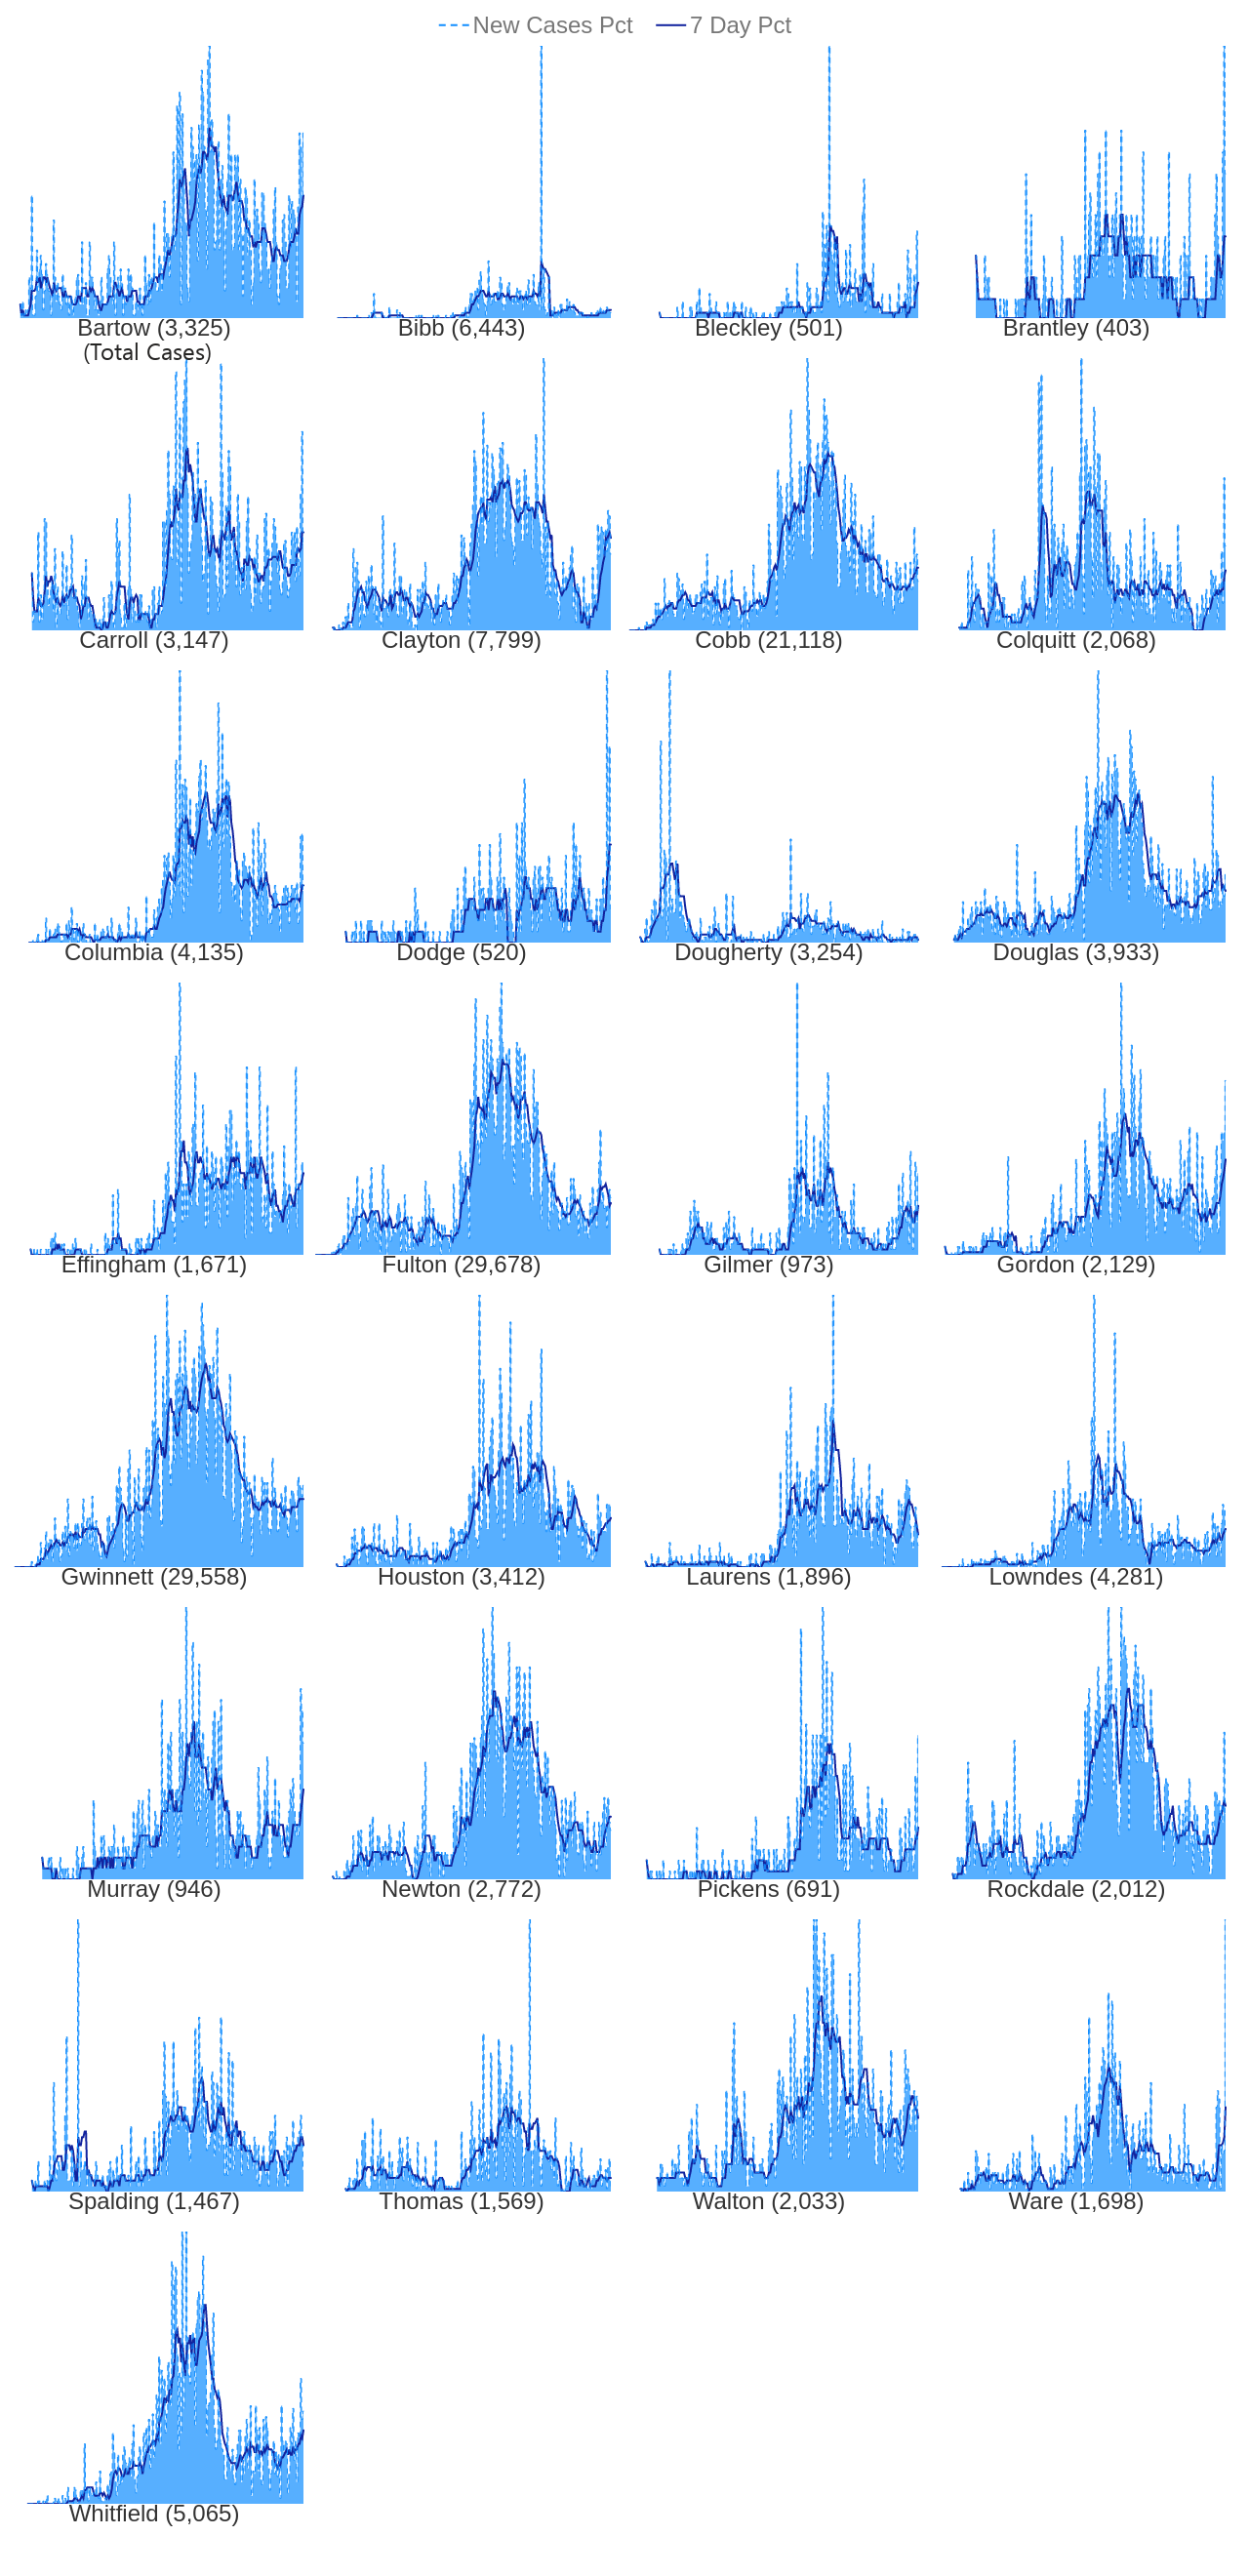 New Cases Pct 7 Day Pct
Bartow (3,325) Bibb (6,443) Bleckley (501) Brantley (403)
(Total Cases)
Carroll (3,147) Clayton (7,799) Cobb (21,118) Colquitt (2,068)
Columbia (4,135) Dodge (520) Dougherty (3,254) Douglas (3,933)
Effingham (1,671) Fulton (29,678) Gilmer (973) Gordon (2,129)
Gwinnett (29,558) Houston (3,412) Laurens (1,896) Lowndes (4,281)
Murray (946) Newton (2,772) Pickens (691) Rockdale (2,012)
Spalding (1,467) Thomas (1,569) Walton (2,033) Ware (1,698)
Whitfield (5,065)